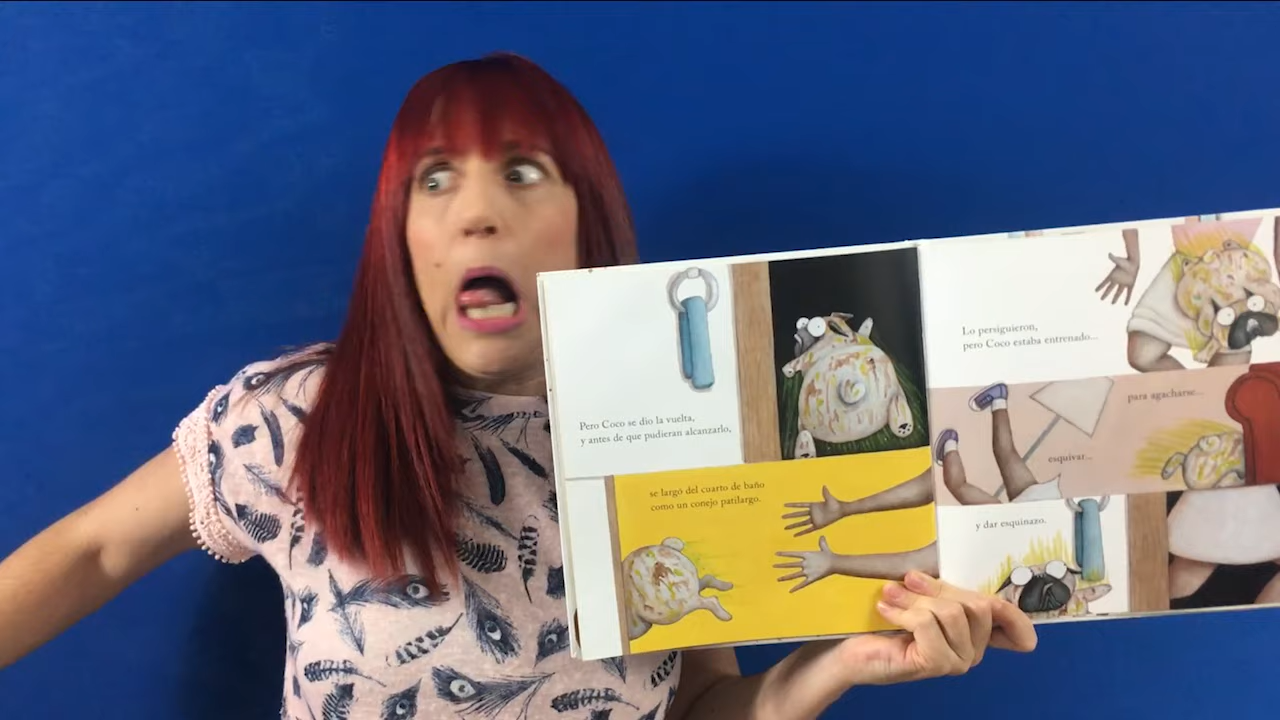 Pero Coco se dio la vuelta,
y antes de que pudieran alcanzarlo,
se largó del cuarto de baño
como un conejo patilargo.
Lo persiguieron,
pero Coco estaba entrenado...
para agacharse...
esquivar...
y dar esquinazo.